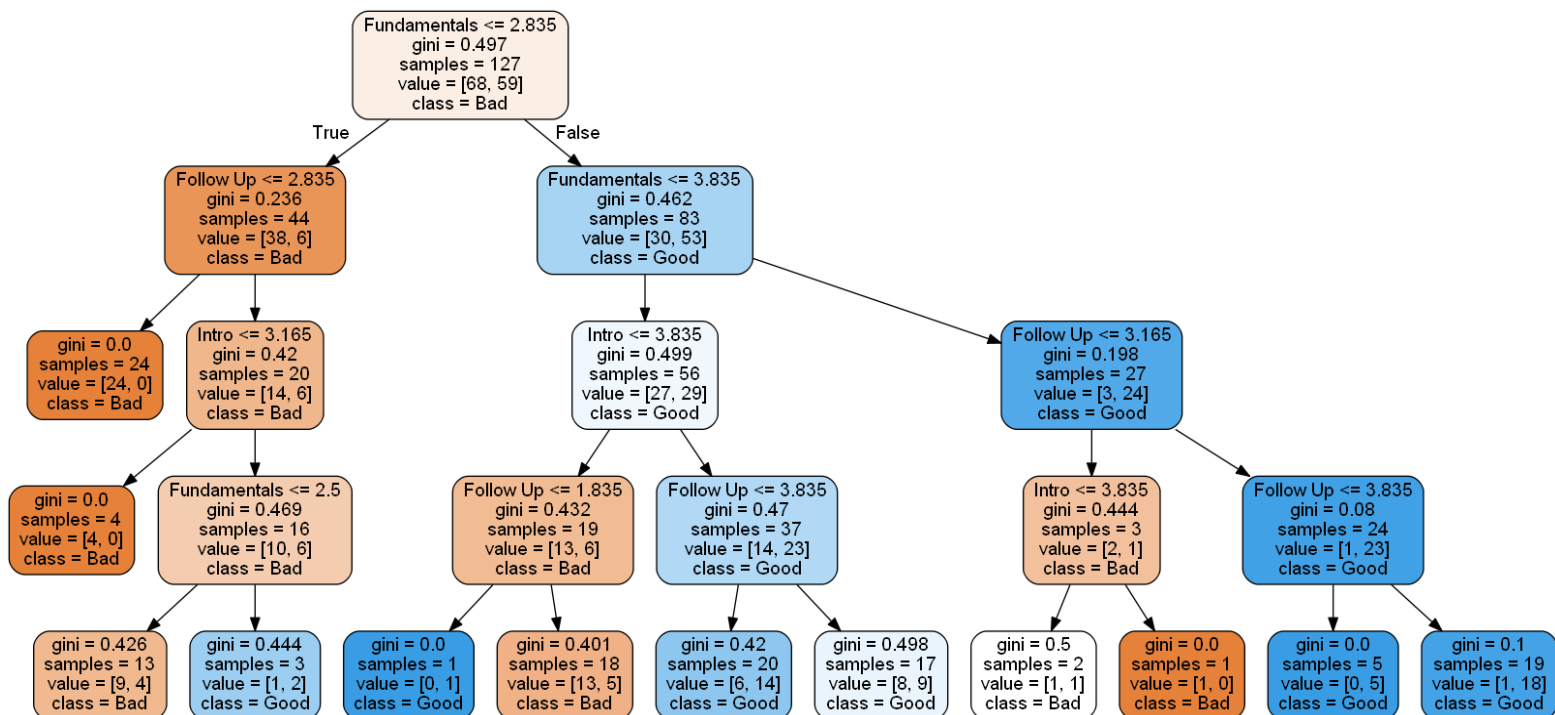 Fundamentals <= 2.835
gini = 0.497
samples = 127
value = [68, 59]
class = Bad
True
False
Follow Up <= 2.835
gini = 0.236
samples = 44
value = [38, 6]
class = Bad
Fundamentals <= 3.835
gini = 0.462
samples = 83
value = [30, 53]
class = Good
gini = 0.0
samples = 24
value = [24, 0]
class = Bad
Intro <= 3.165
gini = 0.42
samples = 20
value = [14, 6]
class = Bad
Intro <= 3.835
gini = 0.499
samples = 56
value = [27, 29]
class = Good
Follow Up <= 3.165
gini = 0.198
samples = 27
value = [3, 24]
class = Good
gini = 0.0
samples = 4
value = [4, 0]
class = Bad
Fundamentals <= 2.5
gini = 0.469
samples = 16
value = [10, 6]
class = Bad
Follow Up <= 1.835
gini = 0.432
samples = 19
value = [13, 6]
class = Bad
Follow Up <= 3.835
gini = 0.47
samples = 37
value = [14, 23]
class = Good
Intro <= 3.835
gini = 0.444
samples = 3
value = [2, 1]
class = Bad
Follow Up <= 3.835
gini = 0.08
samples = 24
value = [1, 23]
class = Good
gini = 0.426
samples = 13
value = [9, 4]
class = Bad
gini = 0.444
samples = 3
value = [1, 2]
class = Good
gini = 0.0
samples = 1
value = [0, 1]
class = Good
gini = 0.401
samples = 18
value = [13, 5]
class = Bad
gini = 0.42
samples = 20
value = [6, 14]
class = Good
gini = 0.498
samples = 17
value = [8, 9]
class = Good
gini = 0.5
samples = 2
value = [1, 1]
class = Bad
gini = 0.0
samples = 1
value = [1, 0]
class = Bad
gini = 0.0
samples = 5
value = [0, 5]
class = Good
gini = 0.1
samples = 19
value = [1, 18]
class = Good